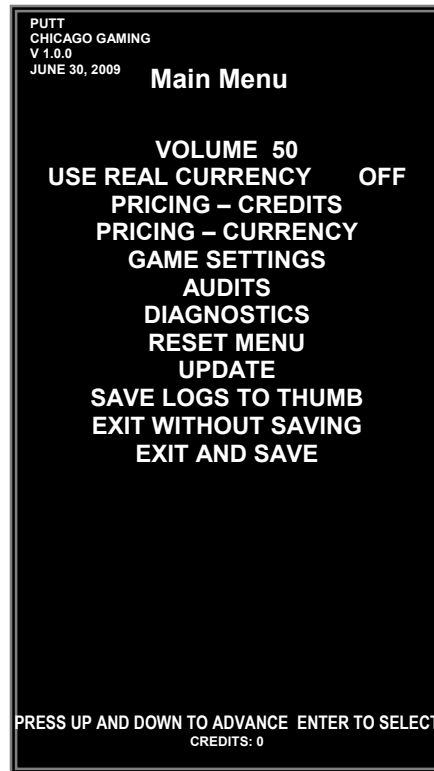 PUTT
CHICAGO GAMING
V 1.0.0
JUNE 30, 2009
Main Menu
VOLUME 50
USE REAL CURRENCY OFF
PRICING – CREDITS
PRICING – CURRENCY
GAME SETTINGS
AUDITS
DIAGNOSTICS
RESET MENU
UPDATE
SAVE LOGS TO THUMB
EXIT WITHOUT SAVING
EXIT AND SAVE
PRESS UP AND DOWN TO ADVANCE ENTER TO SELECT
CREDITS: 0